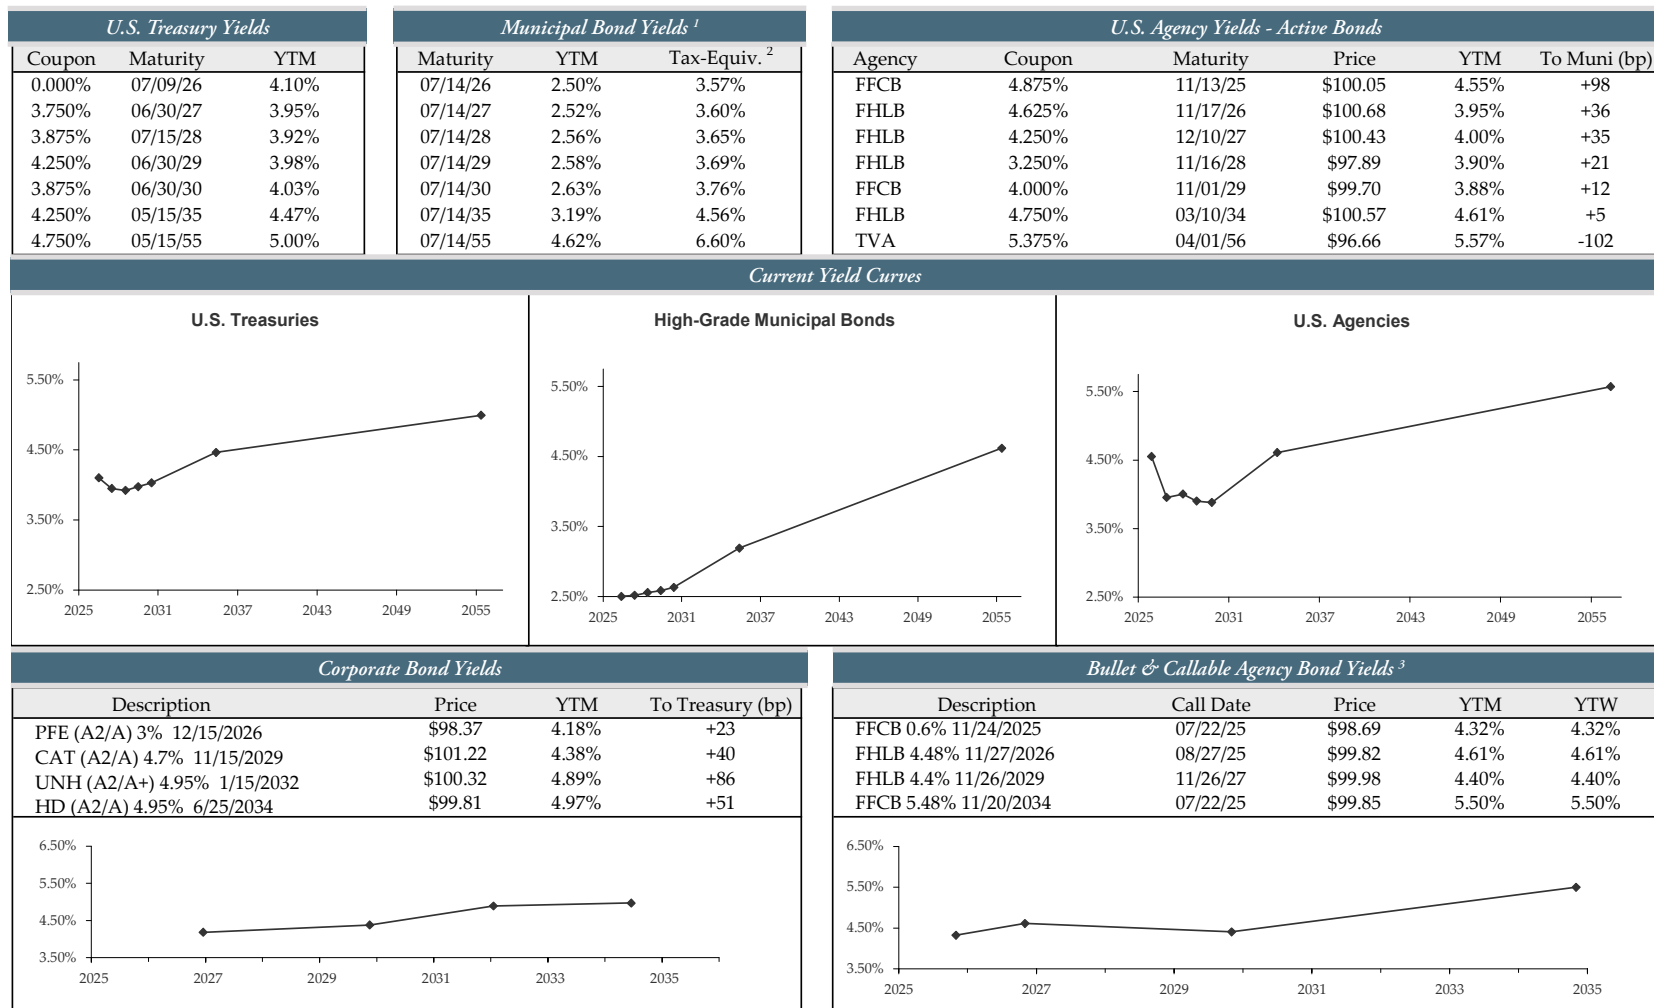 U.S. Treasury Yields
Coupon Maturity YTM
0.000% 07/09/26 4.10%
3.750% 06/30/27 3.95%
3.875% 07/15/28 3.92%
4.250% 06/30/29 3.98%
3.875% 06/30/30 4.03%
4.250% 05/15/35 4.47%
4.750% 05/15/55 5.00%
Municipal Bond Yields 1
Maturity YTM Tax-Equiv. 2
07/14/26 2.50% 3.57%
07/14/27 2.52% 3.60%
07/14/28 2.56% 3.65%
07/14/29 2.58% 3.69%
07/14/30 2.63% 3.76%
07/14/35 3.19% 4.56%
07/14/55 4.62% 6.60%
U.S. Agency Yields - Active Bonds
Agency Coupon Maturity Price YTM To Muni (bp)
FFCB 4.875% 11/13/25 $100.05 4.55% +98
FHLB 4.625% 11/17/26 $100.68 3.95% +36
FHLB 4.250% 12/10/27 $100.43 4.00% +35
FHLB 3.250% 11/16/28 $97.89 3.90% +21
FFCB 4.000% 11/01/29 $99.70 3.88% +12
FHLB 4.750% 03/10/34 $100.57 4.61% +5
TVA 5.375% 04/01/56 $96.66 5.57% -102
Current Yield Curves
U.S. Treasuries
5.50%
4.50%
3.50%
2.50%
2025 2031 2037 2043 2049 2055
High-Grade Municipal Bonds
5.50%
4.50%
3.50%
2.50%
2025 2031 2037 2043 2049 2055
U.S. Agencies
5.50%
4.50%
3.50%
2.50%
2025 2031 2037 2043 2049 2055
Corporate Bond Yields
Description Price YTM To Treasury (bp)
PFE (A2/A) 3% 12/15/2026 $98.37 4.18% +23
CAT (A2/A) 4.7% 11/15/2029 $101.22 4.38% +40
UNH (A2/A+) 4.95% 1/15/2032 $100.32 4.89% +86
HD (A2/A) 4.95% 6/25/2034 $99.81 4.97% +51
6.50%
5.50%
4.50%
3.50%
2025 2027 2029 2031 2033 2035
Bullet & Callable Agency Bond Yields 3
Description Call Date Price YTM YTW
FFCB 0.6% 11/24/2025 07/22/25 $98.69 4.32% 4.32%
FHLB 4.48% 11/27/2026 08/27/25 $99.82 4.61% 4.61%
FHLB 4.4% 11/26/2029 11/26/27 $99.98 4.40% 4.40%
FFCB 5.48% 11/20/2034 07/22/25 $99.85 5.50% 5.50%
6.50%
5.50%
4.50%
3.50%
2025 2027 2029 2031 2033 2035